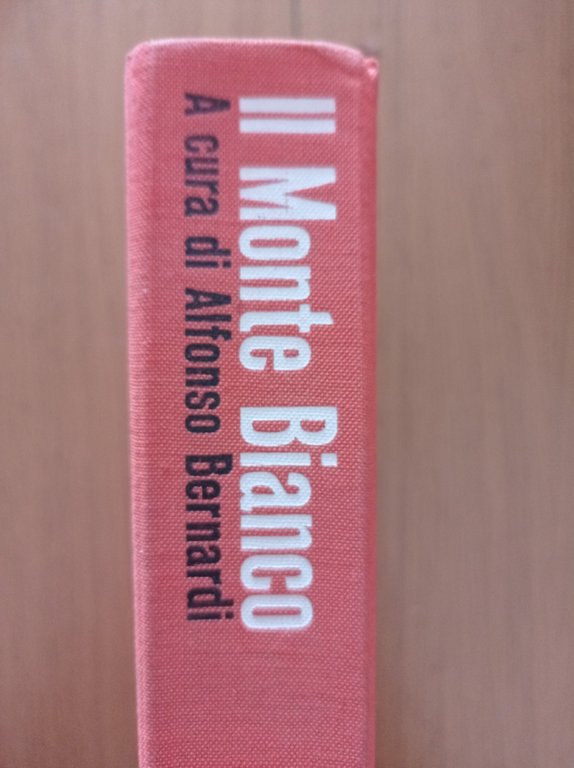 Il Monte Bianco
A cura di Alfonso Bernardi